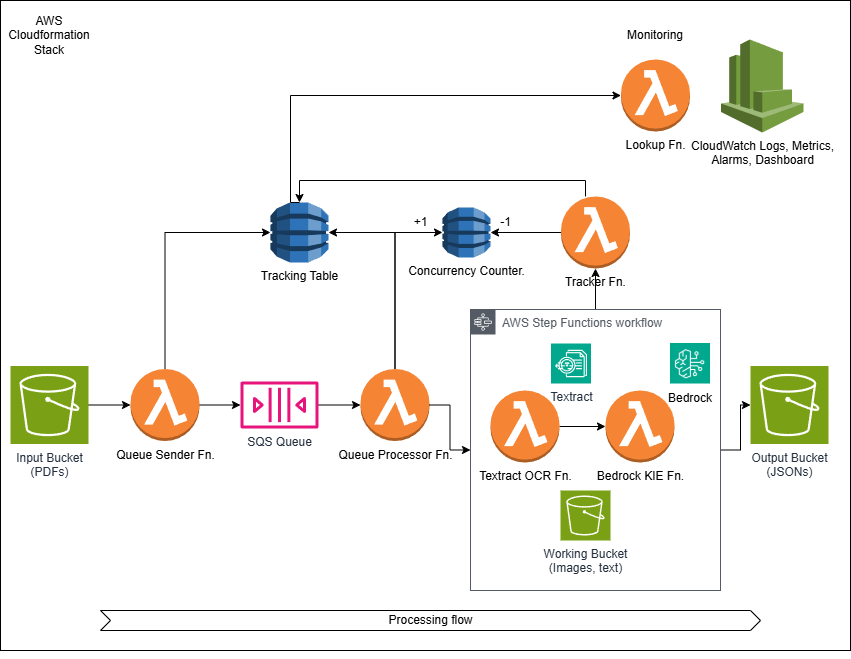 AWS
Cloudformation
Stack
Monitoring
Lookup Fn.
CloudWatch Logs, Metrics,
Alarms, Dashboard
+1
-1
Tracking Table
Concurrency Counter.
Tracker Fn.
AWS Step Functions workflow
Textract
Bedrock
Input Bucket
(PDFs)
Queue Sender Fn.
SQS Queue
Queue Processor Fn.
Textract OCR Fn.
Bedrock KIE Fn.
Output Bucket
(JSONs)
Working Bucket
(Images, text)
Processing flow